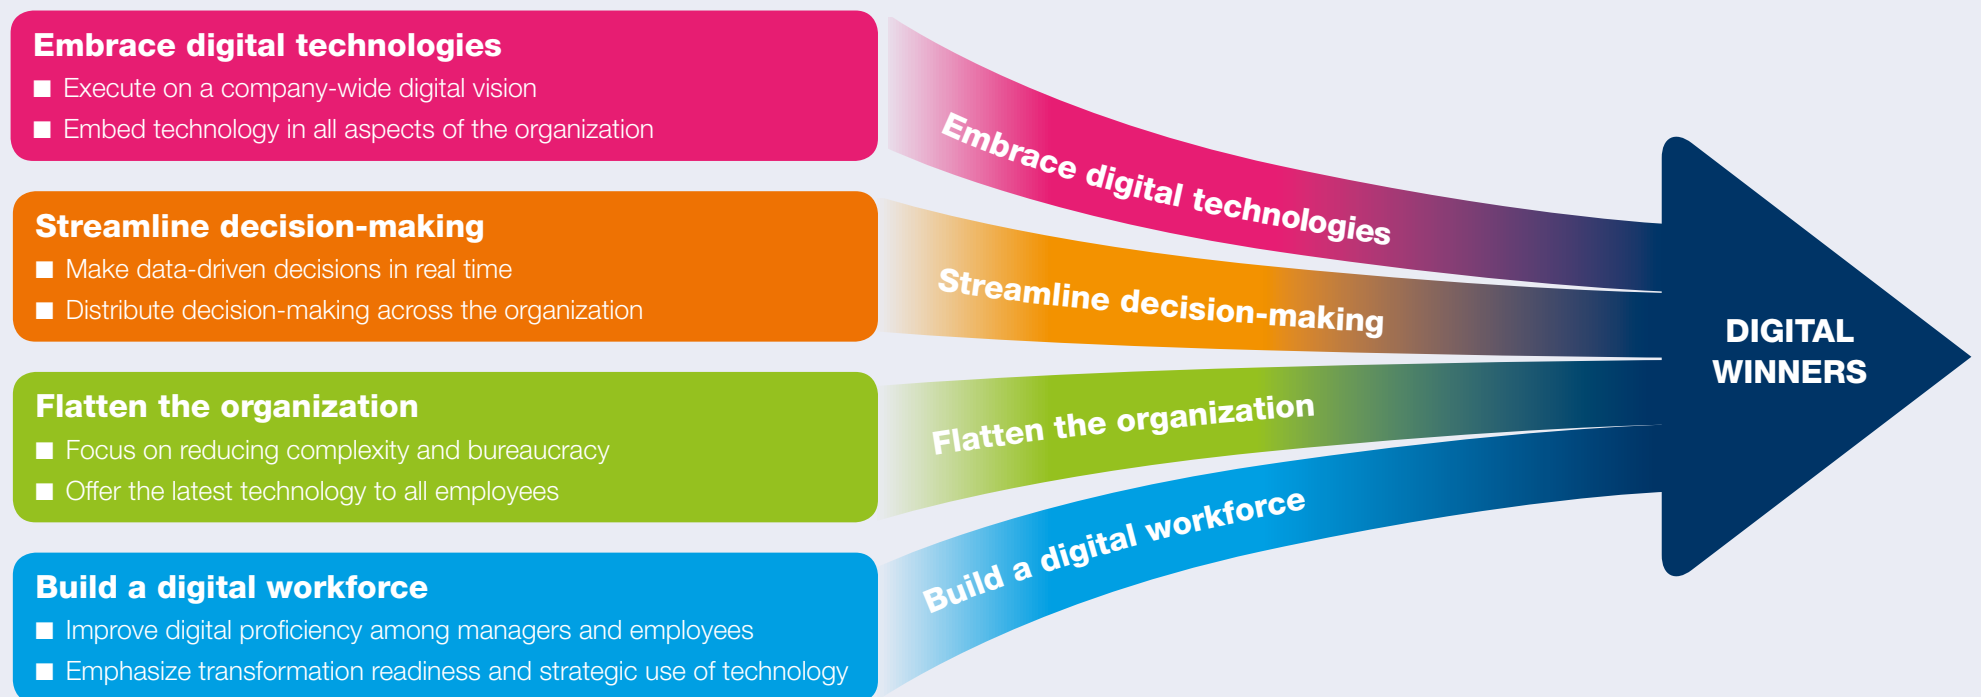 Embrace digital technologies
■ Execute on a company-wide digital vision
■ Embed technology in all aspects of the organization
Streamline decision-making
■ Make data-driven decisions in real time
■ Distribute decision-making across the organization
Flatten the organization
■ Focus on reducing complexity and bureaucracy
■ Offer the latest technology to all employees
Build a digital workforce
■ Improve digital proficiency among managers and employees
■ Emphasize transformation readiness and strategic use of technology
Embrace digital technologies
Streamline decision-making
Flatten the organization
Build a digital workforce
DIGITAL
WINNERS